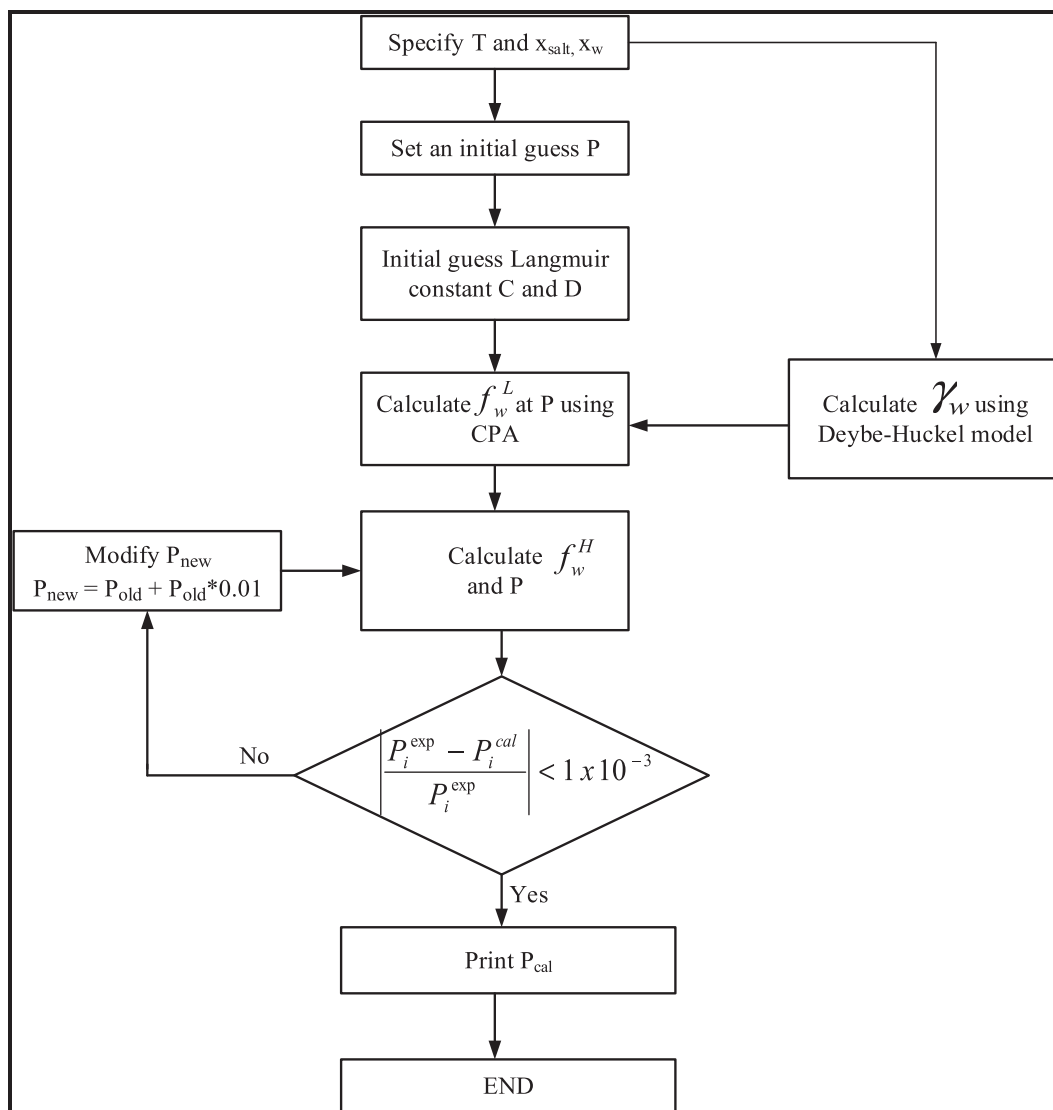 Specify T and x_salt, x_w
Set an initial guess P
Initial guess Langmuir
constant C and D
Calculate f_w^L at P using
CPA
Calculate γ_w using
Deybe-Huckel model
Modify P_new
P_new = P_old + P_old*0.01
Calculate f_w^H
and P
No
|(P_i^exp − P_i^cal) / P_i^exp| < 1 x 10^−3
Yes
Print P_cal
END